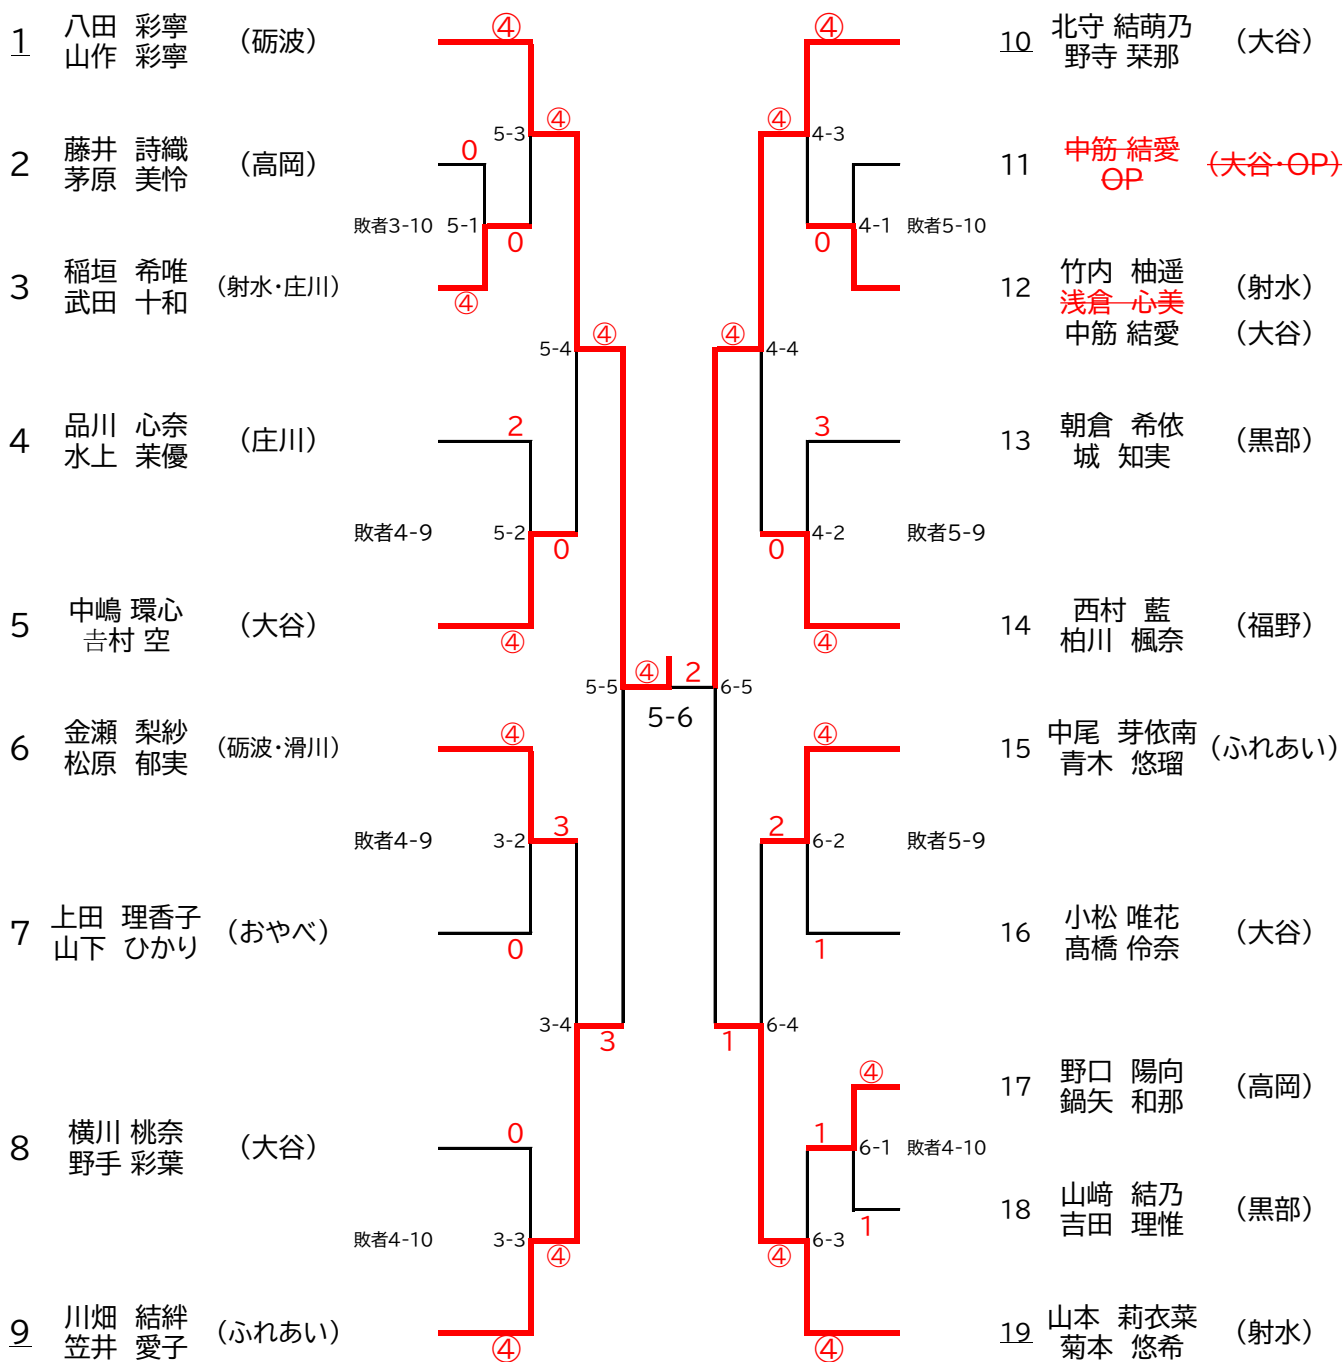 1 八田 彩寧 (砺波)
山作 彩寧
④
2 藤井 詩織 (高岡)
茅原 美怜
0
5-3
④
敗者3-10 5-1
0
3 稲垣 希唯 (射水・庄川)
武田 十和
④
5-4
④
4 品川 心奈 (庄川)
水上 茉優
2
敗者4-9 5-2
0
5 中嶋 環心 (大谷)
𠮷村 空
④
5-5
④
2
6-5
5-6
6 金瀬 梨紗 (砺波・滑川)
松原 郁実
④
敗者4-9 3-2
3
7 上田 理香子 (おやべ)
山下 ひかり
0
3-4
3
8 横川 桃奈 (大谷)
野手 彩葉
0
敗者4-10 3-3
④
9 川畑 結絆 (ふれあい)
笠井 愛子
④
④
10 北守 結萌乃 (大谷)
野寺 栞那
④
4-3
11 中筋 結愛 (大谷・OP)
OP
0
4-1 敗者5-10
12 竹内 柚遥 (射水)
浅倉 心美
中筋 結愛 (大谷)
④
4-4
3
13 朝倉 希依 (黒部)
城 知実
0
4-2 敗者5-9
④
14 西村 藍 (福野)
柏川 楓奈
④
15 中尾 芽依南 (ふれあい)
青木 悠瑠
2
6-2 敗者5-9
1
16 小松 唯花 (大谷)
髙橋 伶奈
1
6-4
④
17 野口 陽向 (高岡)
鍋矢 和那
1
6-1 敗者4-10
1
18 山﨑 結乃 (黒部)
吉田 理惟
④
6-3
④
19 山本 莉衣菜 (射水)
菊本 悠希